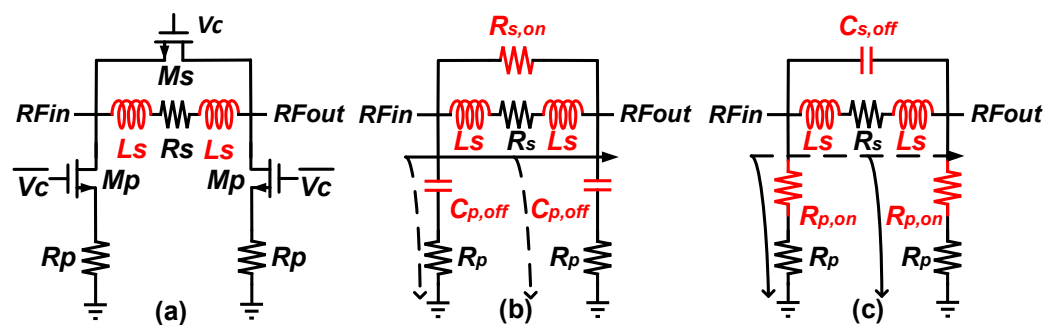 Vc
Ms
RFin
RFout
Ls
Rs
Ls
Vc
Mp
Mp
Vc
Rp
Rp
(a)
Rs,on
RFin
RFout
Ls
Rs
Ls
Cp,off
Cp,off
Rp
Rp
(b)
Cs,off
RFin
RFout
Ls
Rs
Ls
Rp,on
Rp,on
Rp
Rp
(c)